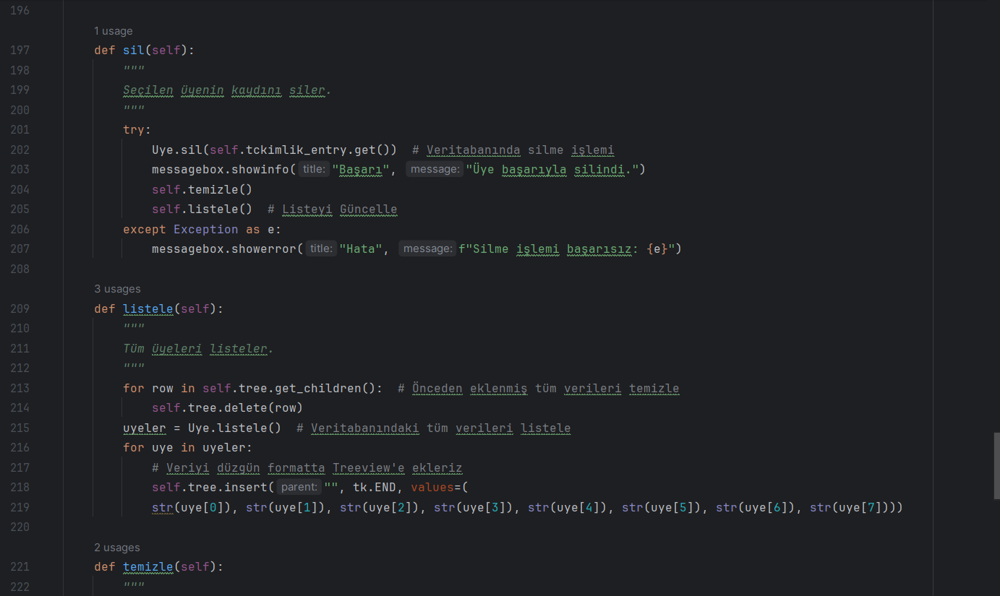 196
1 usage
197 def sil(self):
198 """
199 Seçilen üyenin kaydını siler.
200 """
201 try:
202 Uye.sil(self.tckimlik_entry.get())  # Veritabanında silme işlemi
203 messagebox.showinfo( title: "Başarı", message: "Üye başarıyla silindi.")
204 self.temizle()
205 self.listele()  # Listeyi Güncelle
206 except Exception as e:
207 messagebox.showerror( title: "Hata", message: f"Silme işlemi başarısız: {e}")
208
3 usages
209 def listele(self):
210 """
211 Tüm üyeleri listeler.
212 """
213 for row in self.tree.get_children():  # Önceden eklenmiş tüm verileri temizle
214 self.tree.delete(row)
215 uyeler = Uye.listele()  # Veritabanındaki tüm verileri listele
216 for uye in uyeler:
217 # Veriyi düzgün formatta Treeview'e ekleriz
218 self.tree.insert( parent: "", tk.END, values=(
219 str(uye[0]), str(uye[1]), str(uye[2]), str(uye[3]), str(uye[4]), str(uye[5]), str(uye[6]), str(uye[7])))
220
2 usages
221 def temizle(self):
222 """